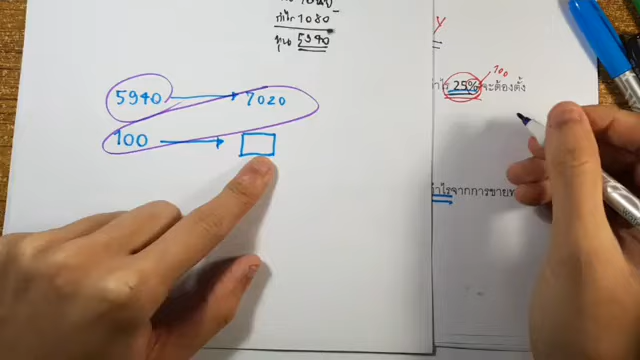 กำไร 1080
ทุน 5940
5940 → 7020
100 → □
Y
100
ำไร 25% จะต้องตั้ง
กำไรจากการขายท